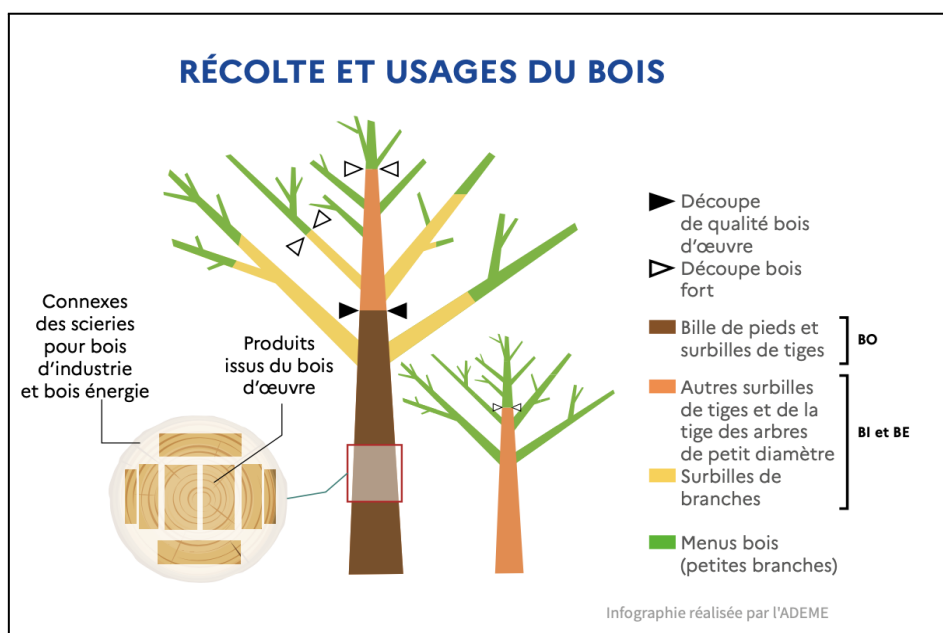 RÉCOLTE ET USAGES DU BOIS
Connexes
des scieries
pour bois
d'industrie
et bois énergie
Produits
issus du bois
d'œuvre
Découpe
de qualité bois
d'œuvre
Découpe bois
fort
Bille de pieds et
surbilles de tiges
BO
Autres surbilles
de tiges et de la
tige des arbres
de petit diamètre
Surbilles de
branches
BI et BE
Menus bois
(petites branches)
Infographie réalisée par l'ADEME